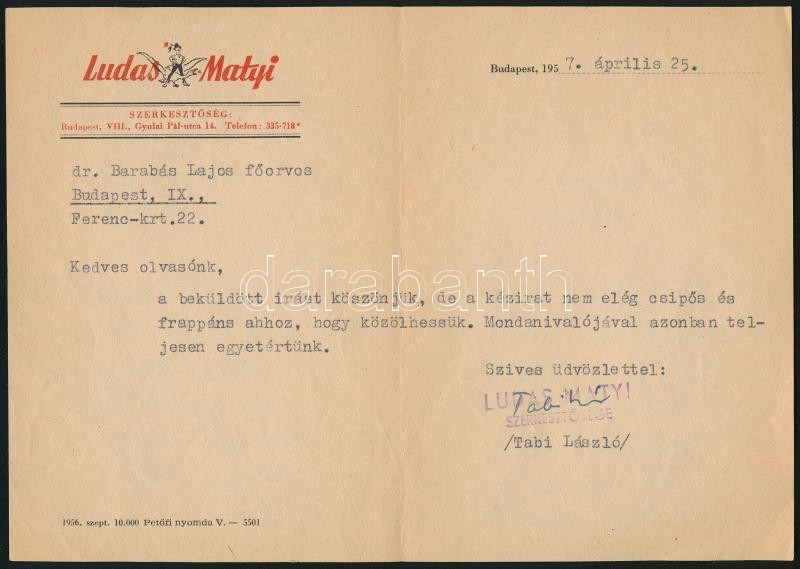 Ludas Matyi
SZERKESZTŐSÉG:
Budapest, VIII., Gyulai Pál-utca 14. Telefon: 335-718*
Budapest, 1957. április 25.
dr. Barabás Lajos főorvos
Budapest, IX.,
Ferenc-krt.22.
Kedves olvasónk,
a beküldött irást köszönjük, de a kézirat nem elég csipős és
frappáns ahhoz, hogy közölhessük. Mondanivalójával azonban tel-
jesen egyetértünk.
Szives üdvözlettel:
LUDAS MATYI
SZERKESZTŐSÉGE
/Tabi László/
1956. szept. 10.000 Petőfi nyomda V. — 5501
darabanth